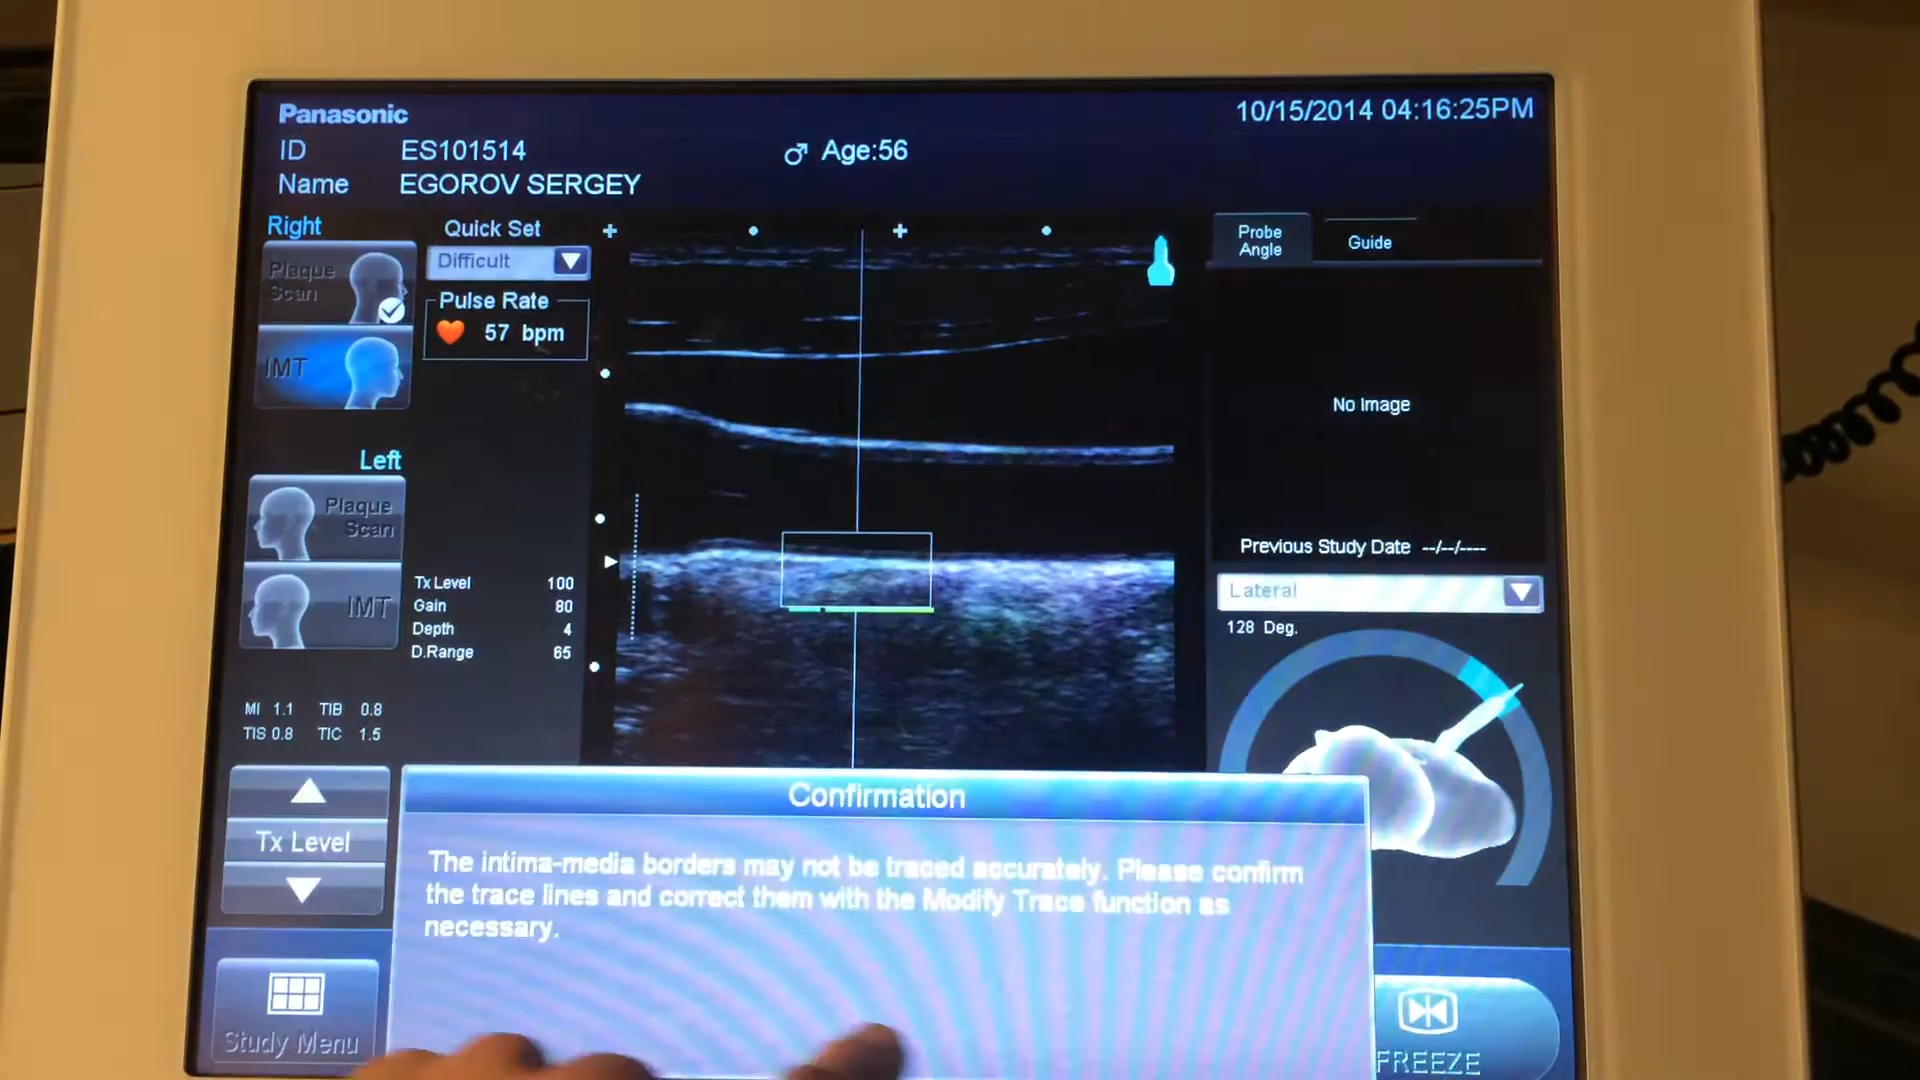 Panasonic
10/15/2014 04:16:25PM
ID ES101514
♂ Age:56
Name EGOROV SERGEY
Right
Quick Set
Plaque
Scan
Difficult
Pulse Rate
57 bpm
IMT
Probe
Angle
Guide
No Image
Left
Plaque
Scan
IMT
Tx Level 100
Gain 80
Depth 4
D.Range 65
Previous Study Date --/--/----
Lateral
128 Deg.
MI 1.1 TIB 0.8
TIS 0.8 TIC 1.5
Tx Level
Study Menu
Confirmation
The intima-media borders may not be traced accurately. Please confirm
the trace lines and correct them with the Modify Trace function as
necessary.
FREEZE